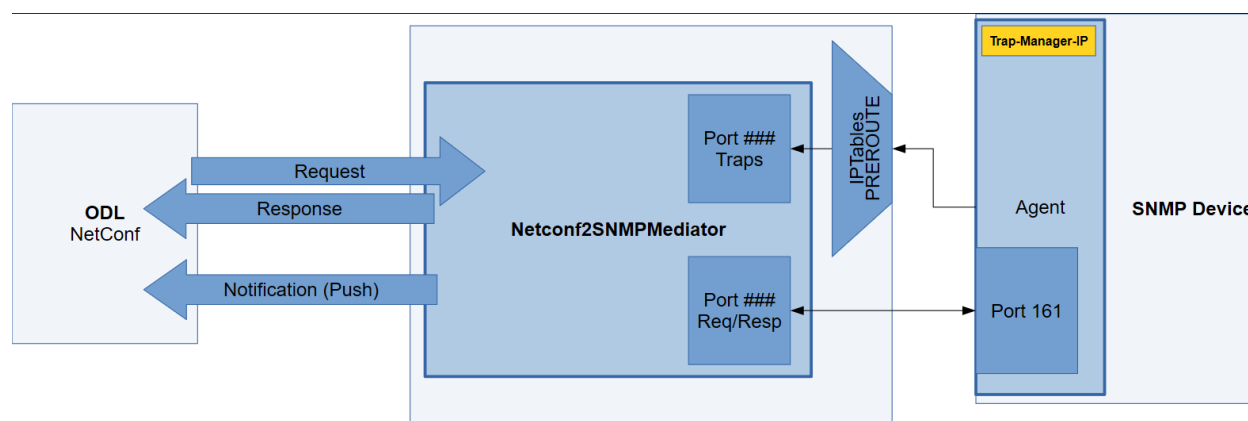 ODL
NetConf
Request
Response
Notification (Push)
Netconf2SNMPMediator
Port ###
Traps
Port ###
Req/Resp
IPTables
PREROUTE
Trap-Manager-IP
Agent
Port 161
SNMP Device